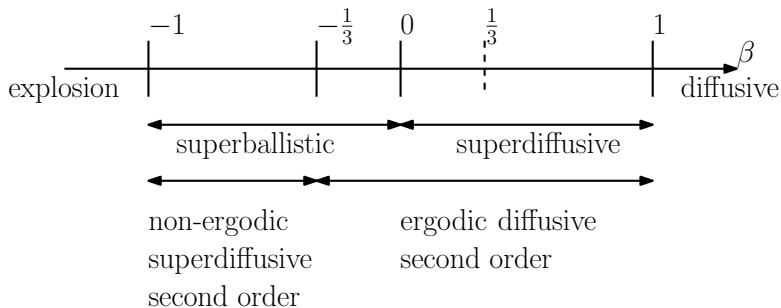 −1 −1/3 0 1/3 1
β
explosion diffusive
superballistic superdiffusive
non-ergodic ergodic diffusive
superdiffusive second order
second order